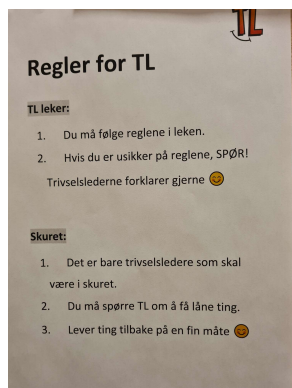 TL
Regler for TL
TL leker:
1. Du må følge reglene i leken.
2. Hvis du er usikker på reglene, SPØR!
Trivselslederne forklarer gjerne 😊
Skuret:
1. Det er bare trivselsledere som skal
være i skuret.
2. Du må spørre TL om å få låne ting.
3. Lever ting tilbake på en fin måte 😊